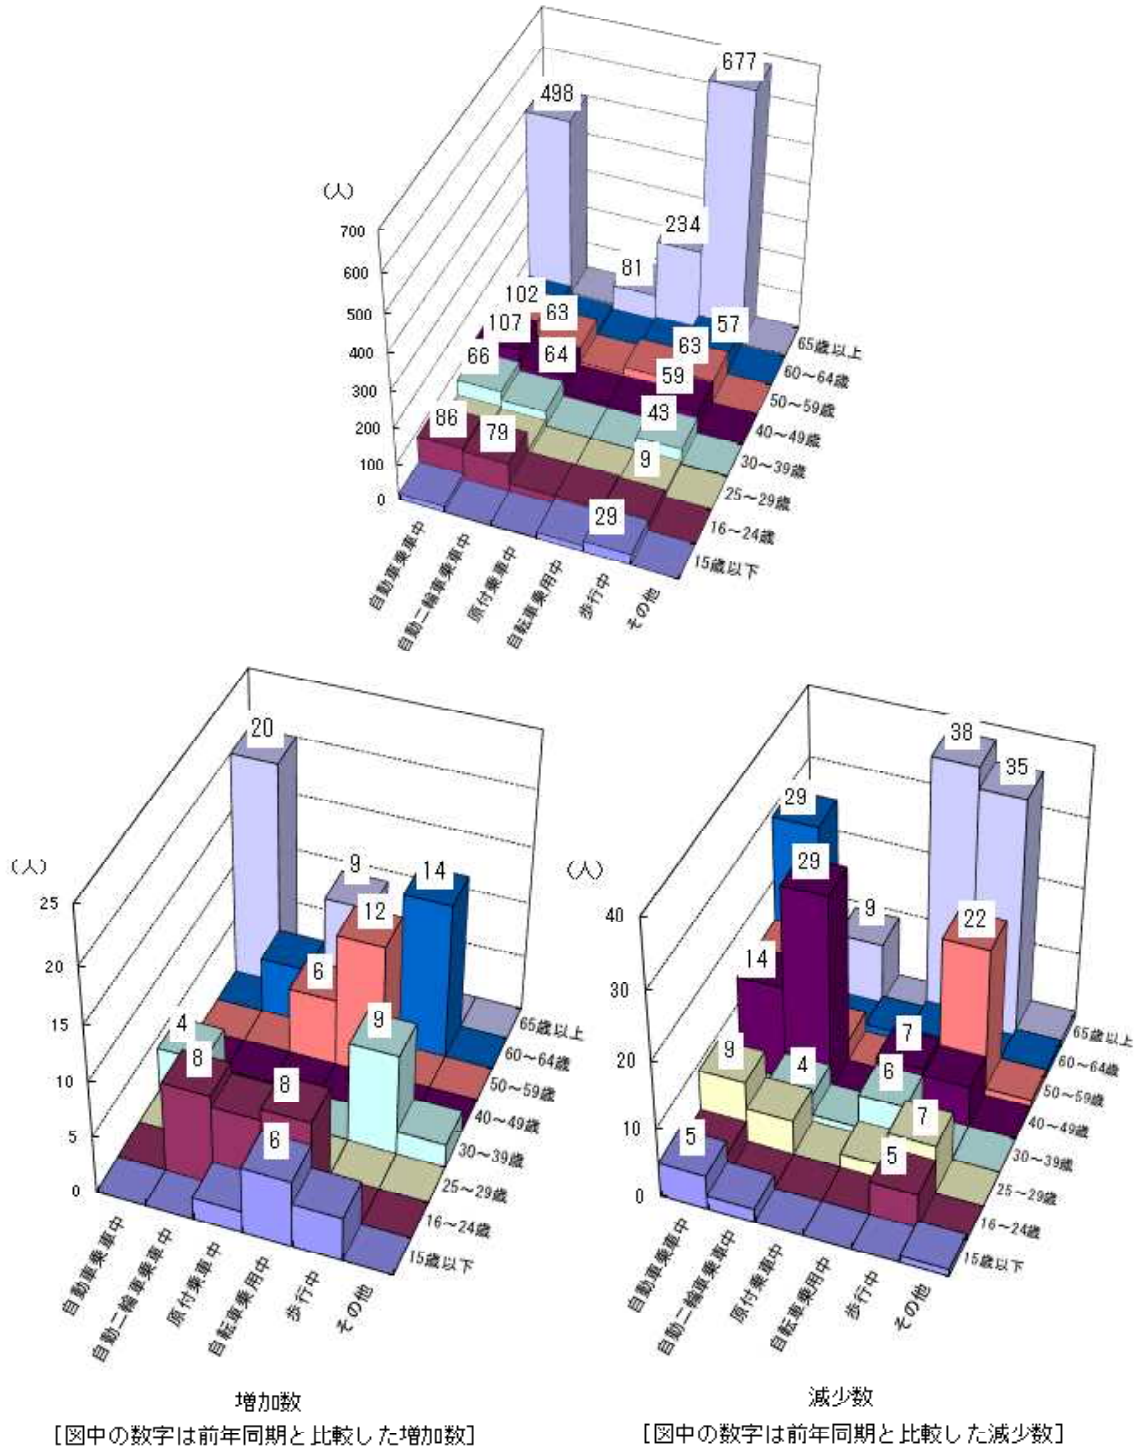 677
498
(人)
234
700
600
81
500
102
63
57
107
65歳以上
400
64
63
60～64歳
66
59
50～59歳
300
86
79
43
40～49歳
200
9
30～39歳
100
25～29歳
0
29
16～24歳
15歳以下
自動車乗車中
自動二輪車乗車中
原付乗車中
自転車乗用中
歩行中
その他
20
(人)
9
14
25
12
20
6
15
4
9
65歳以上
8
60～64歳
10
8
50～59歳
40～49歳
5
6
30～39歳
0
25～29歳
16～24歳
15歳以下
自動車乗車中
自動二輪車乗車中
原付乗車中
自転車乗用中
歩行中
その他
増加数
[図中の数字は前年同期と比較した増加数]
38
35
29
(人)
29
40
9
22
14
30
7
65歳以上
9
4
6
60～64歳
20
7
50～59歳
5
5
40～49歳
10
30～39歳
0
25～29歳
16～24歳
15歳以下
自動車乗車中
自動二輪車乗車中
原付乗車中
自転車乗用中
歩行中
その他
減少数
[図中の数字は前年同期と比較した減少数]